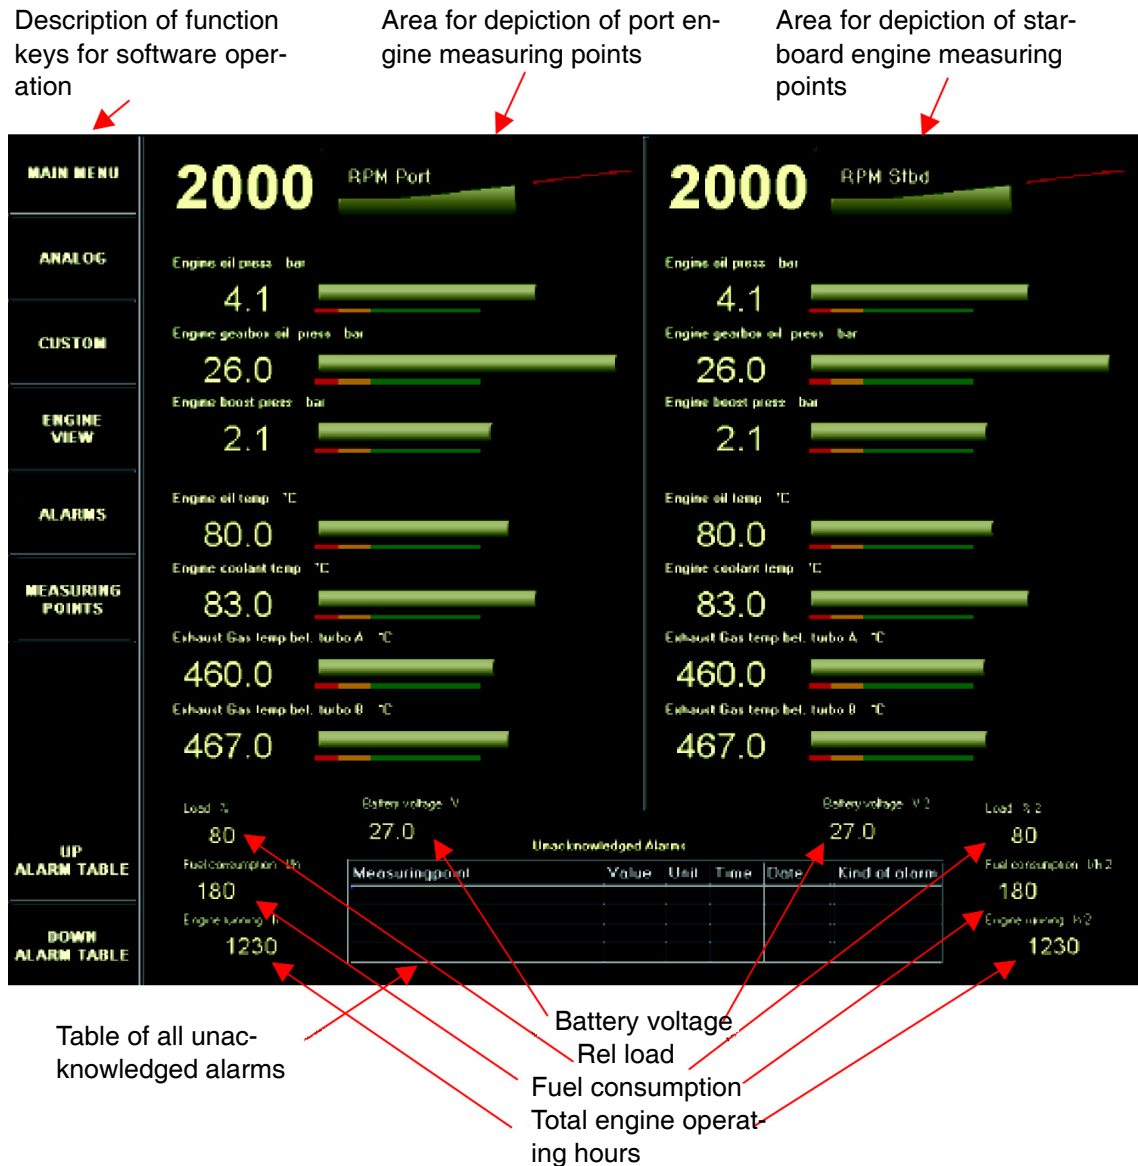 Description of function
keys for software oper-
ation
Area for depiction of port en-
gine measuring points
Area for depiction of star-
board engine measuring
points
MAIN MENU
ANALOG
CUSTOM
ENGINE
VIEW
ALARMS
MEASURING
POINTS
UP
ALARM TABLE
DOWN
ALARM TABLE
2000 RPM Port
Engine oil press bar
4.1
Engine gearbox oil press bar
26.0
Engine boost press bar
2.1
Engine oil temp °C
80.0
Engine coolant temp °C
83.0
Exhaust Gas temp bef. turbo A °C
460.0
Exhaust Gas temp bef. turbo B °C
467.0
2000 RPM Stbd
Engine oil press bar
4.1
Engine gearbox oil press bar
26.0
Engine boost press bar
2.1
Engine oil temp °C
80.0
Engine coolant temp °C
83.0
Exhaust Gas temp bef. turbo A °C
460.0
Exhaust Gas temp bef. turbo B °C
467.0
Load %
80
Fuel consumption l/h
180
Engine running h
1230
Battery voltage V
27.0
Unacknowledged Alarms
Measuringpoint Value Unit Time Date Kind of alarm
Battery voltage V 2
27.0
Load % 2
80
Fuel consumption l/h 2
180
Engine running h 2
1230
Table of all unac-
knowledged alarms
Battery voltage
Rel load
Fuel consumption
Total engine operat-
ing hours